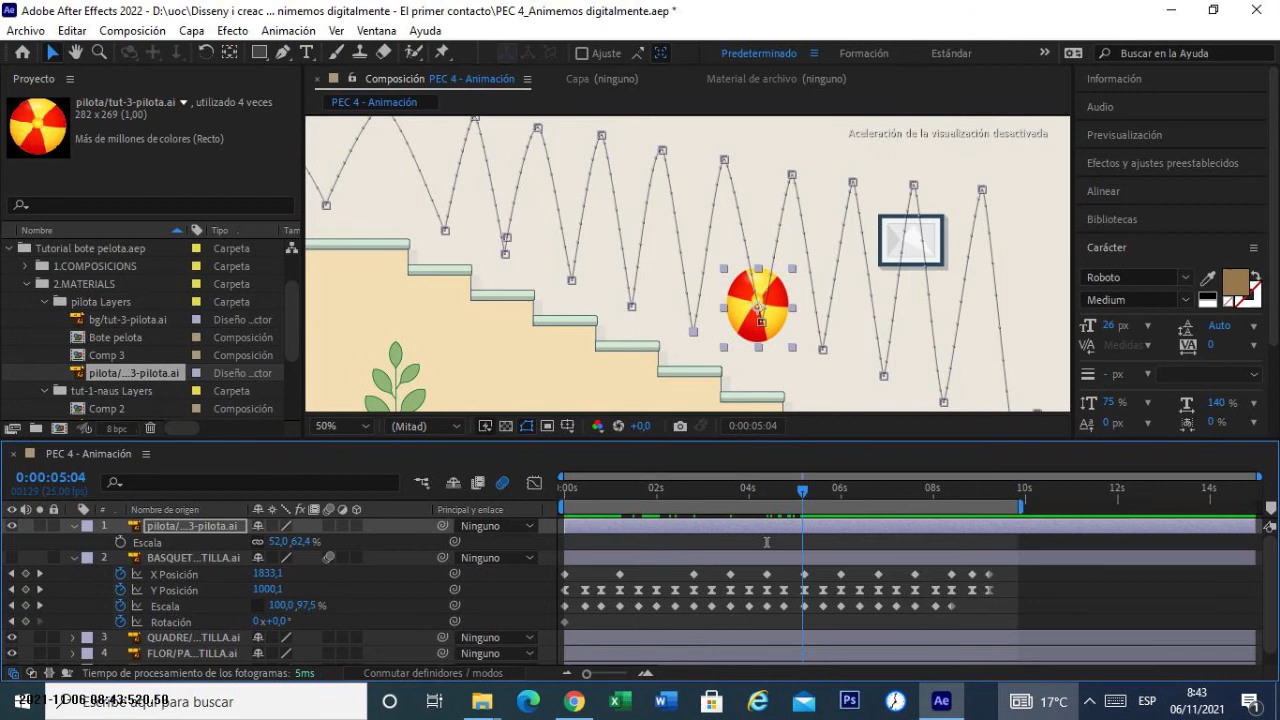 Adobe After Effects 2022 - D:\uoc\Disseny i creac ... nimemos digitalmente - El primer contacto\PEC 4_Animemos digitalmente.aep *
Archivo Editar Composición Capa Efecto Animación Ver Ventana Ayuda
Ajuste Predeterminado Formación Estándar Buscar en la Ayuda
Proyecto
pilota/tut-3-pilota.ai , utilizado 4 veces
282 x 269 (1,00)
Más de millones de colores (Recto)
Nombre Tipo Tam
Tutorial bote pelota.aep Carpeta
1.COMPOSICIONS Carpeta
2.MATERIALS Carpeta
pilota Layers Carpeta
bg/tut-3-pilota.ai Diseño ...ctor
Bote pelota Composición
Comp 3 Composición
pilota/...3-pilota.ai Diseño ...ctor
tut-1-naus Layers Carpeta
Comp 2 Composición
8 bpc
Composición PEC 4 - Animación
Capa (ninguno)
Material de archivo (ninguno)
PEC 4 - Animación
Aceleración de la visualización desactivada
50% (Mitad) +0,0 0:00:05:04
Información
Audio
Previsualización
Efectos y ajustes preestablecidos
Alinear
Bibliotecas
Carácter
Roboto
Medium
26 px Auto
Medidas 0
- px
75 % 140 %
0 px 0 %
PEC 4 - Animación
0:00:05:04
00129 (25.00 fps)
# Nombre de origen Principal y enlace
:00s 02s 04s 06s 08s 10s 12s 14s
1 pilota/...3-pilota.ai Ninguno
Escala 52,0,62,4 %
2 BASQUET...TILLA.ai Ninguno
X Posición 1833,1
Y Posición 1000,1
Escala 100,0,97,5 %
Rotación 0x+0,0°
3 QUADRE/...TILLA.ai Ninguno
4 FLOR/PA...TILLA.ai Ninguno
Tiempo de procesamiento de los fotogramas: 5ms
Conmutar definidores / modos
2021-11-06 08:43:520.50
Escribe aquí para buscar
17°C ESP 8:43
06/11/2021